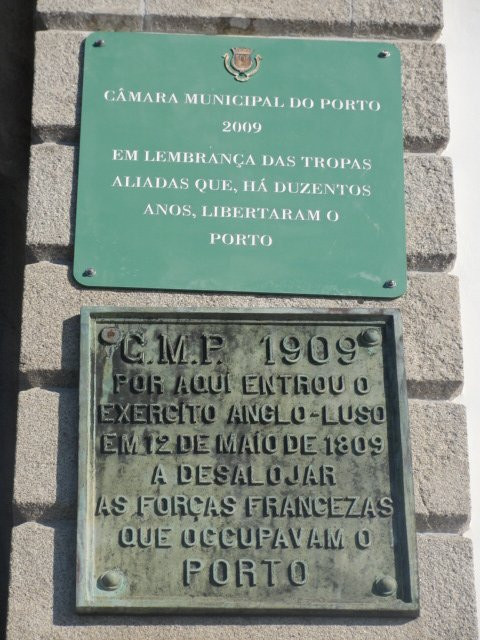 CÂMARA MUNICIPAL DO PORTO
2009
EM LEMBRANÇA DAS TROPAS
ALIADAS QUE, HÁ DUZENTOS
ANOS, LIBERTARAM O
PORTO
C.M.P. 1909
POR AQUI ENTROU O
EXERCITO ANGLO-LUSO
EM 12 DE MAIO DE 1809
A DESALOJAR
AS FORÇAS FRANCEZAS
QUE OCCUPAVAM O
PORTO